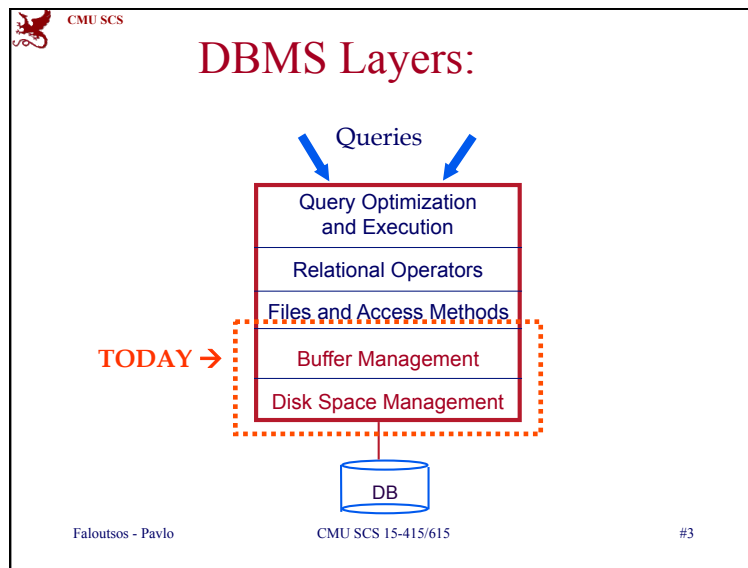 CMU SCS
DBMS Layers:
Queries
Query Optimization
and Execution
Relational Operators
Files and Access Methods
TODAY →
Buffer Management
Disk Space Management
DB
Faloutsos - Pavlo
CMU SCS 15-415/615
#3